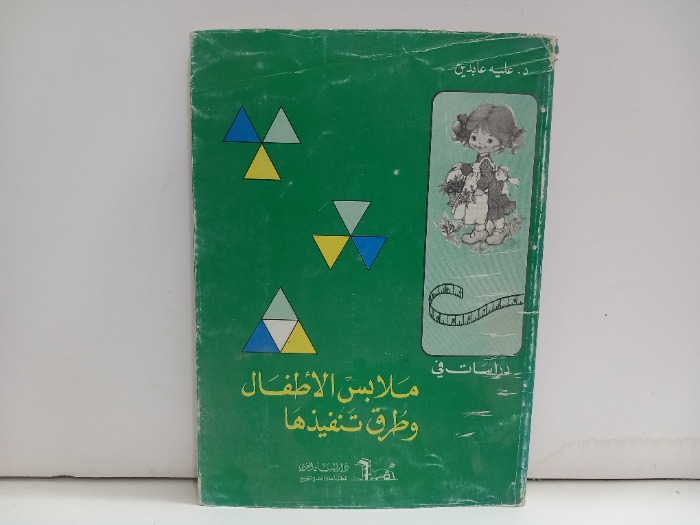 د. عليه عابدين
دراسات في
ملابس الأطفال
وطرق تنفيذها